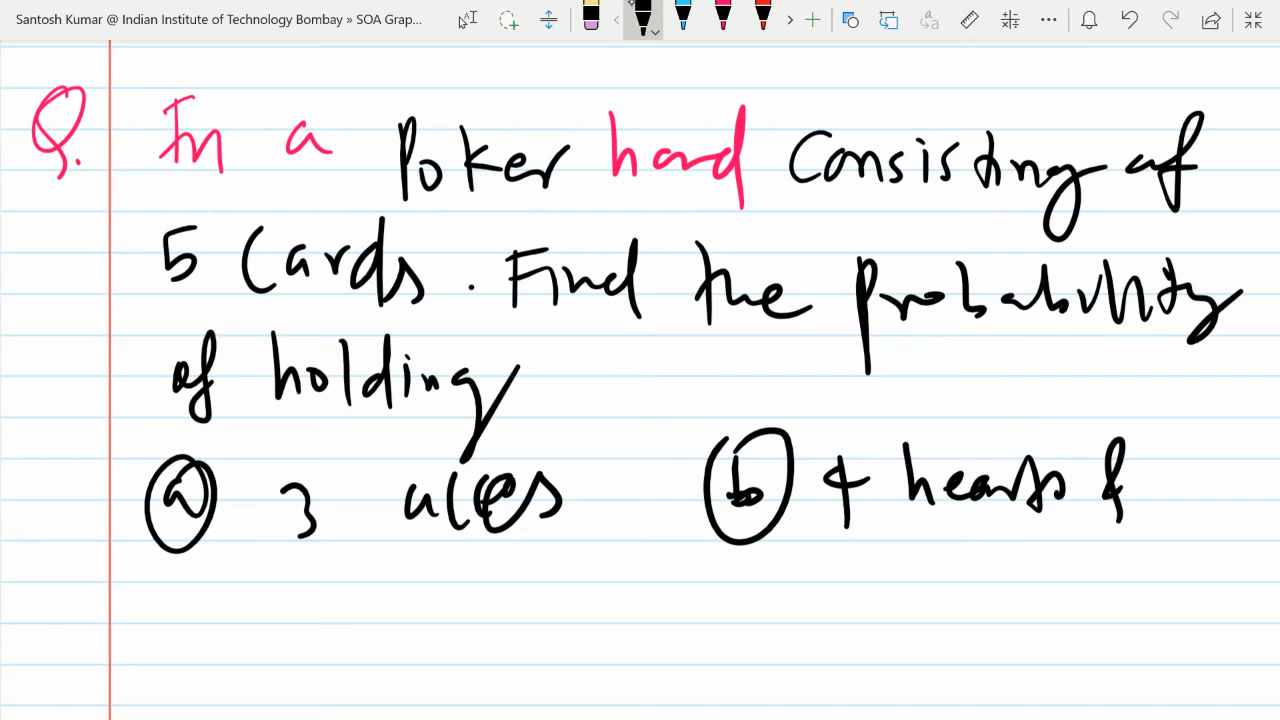 Santosh Kumar @ Indian Institute of Technology Bombay » SOA Grap...
Q. In a Poker hand Consisting of
5 Cards. Find the probability
of holding
a 3 aces b 4 hearts &